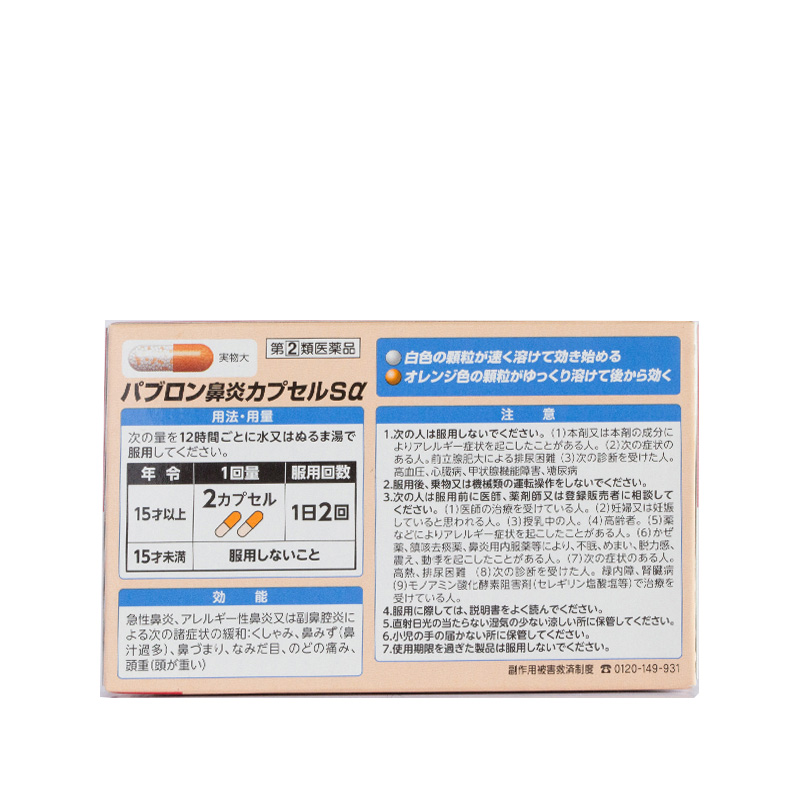 実物大
第②類医薬品
パブロン鼻炎カプセルSα
白色の顆粒が速く溶けて効き始める
オレンジ色の顆粒がゆっくり溶けて後から効く
用法・用量
次の量を12時間ごとに水又はぬるま湯で
服用してください。
年令 1回量 服用回数
15才以上 2カプセル 1日2回
15才未満 服用しないこと
効能
急性鼻炎、アレルギー性鼻炎又は副鼻腔炎に
よる次の諸症状の緩和:くしゃみ、鼻みず(鼻
汁過多)、鼻づまり、なみだ目、のどの痛み、
頭重(頭が重い)
注意
1.次の人は服用しないでください。(1)本剤又は本剤の成分に
よりアレルギー症状を起こしたことがある人。(2)次の症状の
ある人。前立腺肥大による排尿困難 (3)次の診断を受けた人。
高血圧、心臓病、甲状腺機能障害、糖尿病
2.服用後、乗物又は機械類の運転操作をしないでください。
3.次の人は服用前に医師、薬剤師又は登録販売者に相談して
ください。(1)医師の治療を受けている人。(2)妊婦又は妊娠
していると思われる人。(3)授乳中の人。(4)高齢者。(5)薬
などによりアレルギー症状を起こしたことがある人。(6)かぜ
薬、鎮咳去痰薬、鼻炎用内服薬等により、不眠、めまい、脱力感、
震え、動悸を起こしたことがある人。(7)次の症状のある人。
高熱、排尿困難 (8)次の診断を受けた人。緑内障、腎臓病
(9)モノアミン酸化酵素阻害剤(セレギリン塩酸塩等)で治療を
受けている人。
4.服用に際しては、説明書をよく読んでください。
5.直射日光の当たらない湿気の少ない涼しい所に保管してください。
6.小児の手の届かない所に保管してください。
7.使用期限を過ぎた製品は服用しないでください。
副作用被害救済制度 ☎0120-149-931